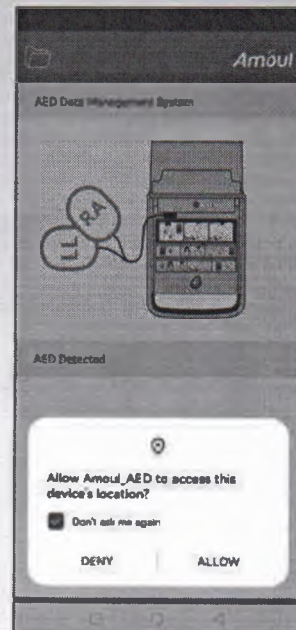 Amoul
AED Data Management System
RA
LL
AED Detected
Allow Amoul_AED to access this
device's location?
Don't ask me again
DENY
ALLOW